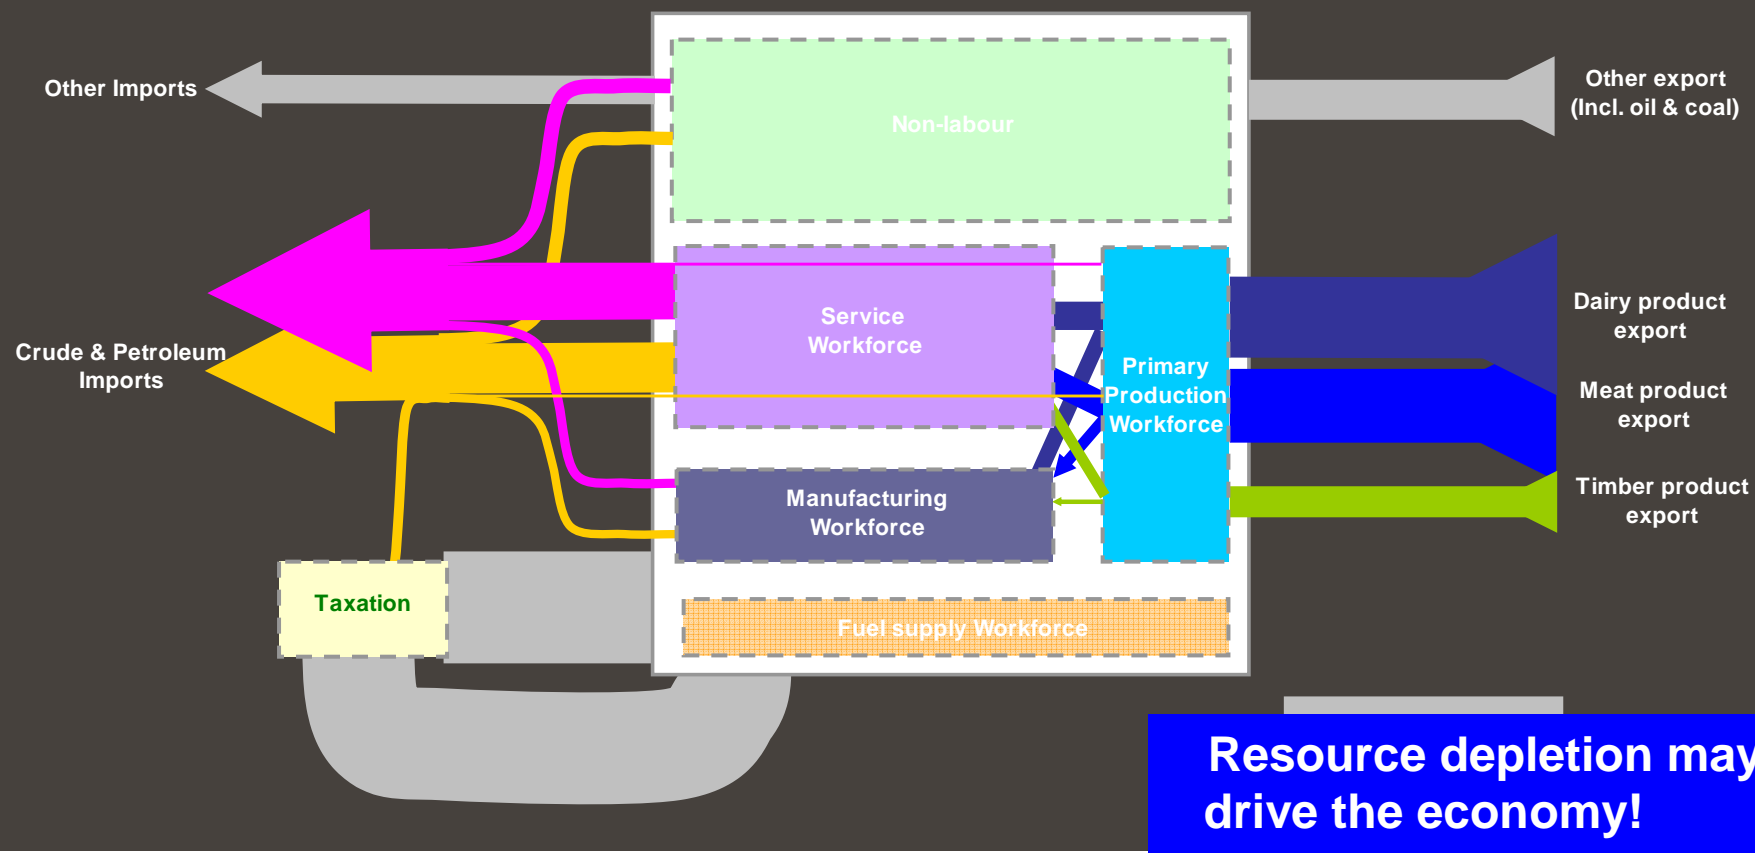 Other Imports
Other export
(Incl. oil & coal)
Non-labour
Service
Workforce
Dairy product
export
Crude & Petroleum
Imports
Primary
Production
Workforce
Meat product
export
Manufacturing
Workforce
Timber product
export
Taxation
Fuel supply Workforce
Resource depletion may
drive the economy!